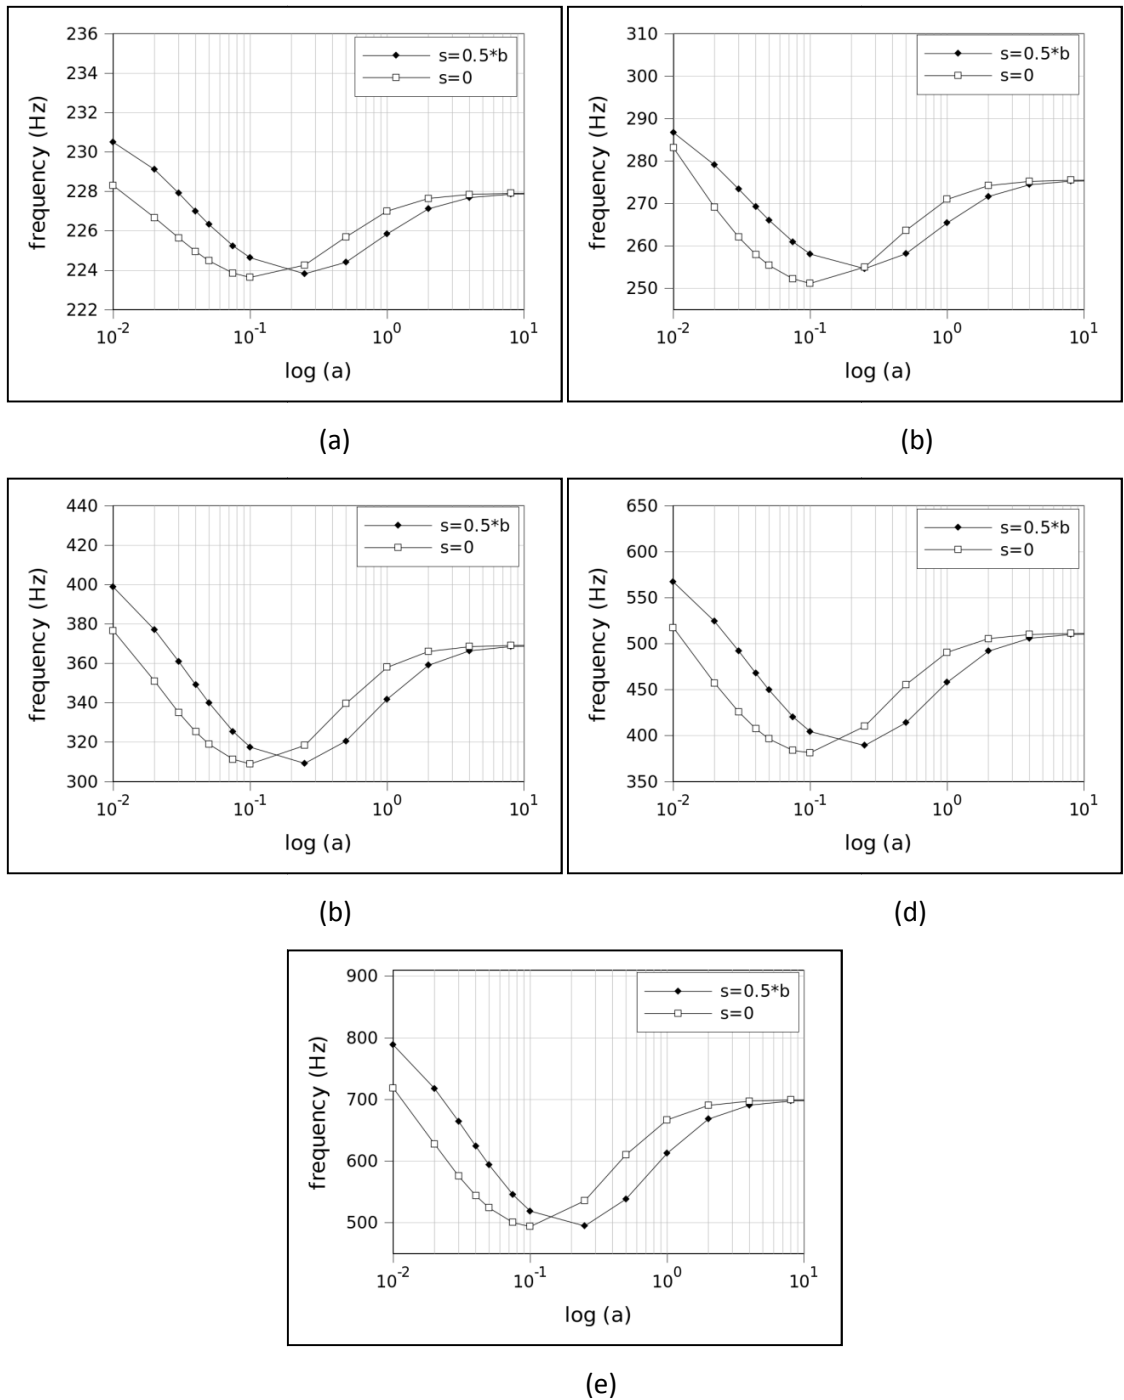 236
234
232
230
228
226
224
222
frequency (Hz)
s=0.5*b
s=0
10-2
10-1
100
101
log (a)
(a)
310
300
290
280
270
260
250
frequency (Hz)
s=0.5*b
s=0
10-2
10-1
100
101
log (a)
(b)
440
420
400
380
360
340
320
300
frequency (Hz)
s=0.5*b
s=0
10-2
10-1
100
101
log (a)
(b)
650
600
550
500
450
400
350
frequency (Hz)
s=0.5*b
s=0
10-2
10-1
100
101
log (a)
(d)
900
800
700
600
500
frequency (Hz)
s=0.5*b
s=0
10-2
10-1
100
101
log (a)
(e)